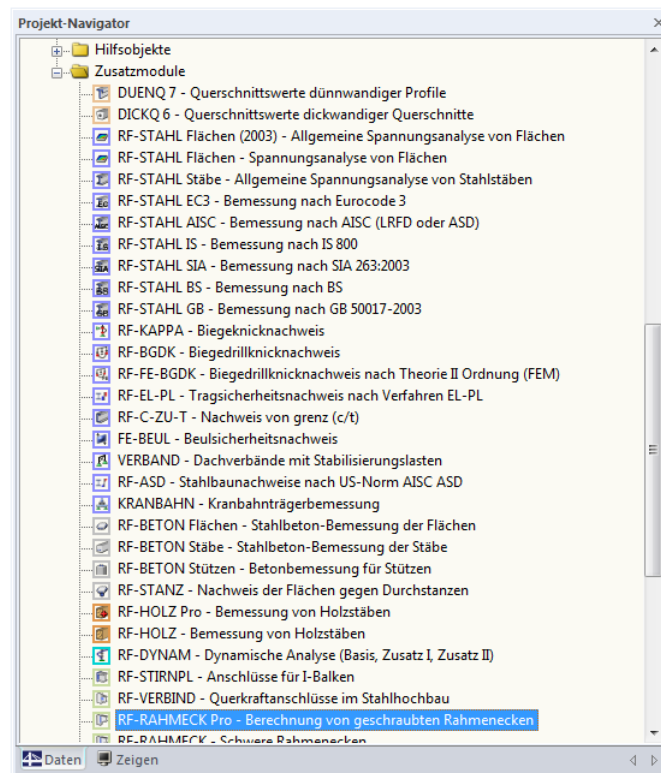 Projekt-Navigator
Hilfsobjekte
Zusatzmodule
DUENQ 7 - Querschnittswerte dünnwandiger Profile
DICKQ 6 - Querschnittswerte dickwandiger Querschnitte
RF-STAHL Flächen (2003) - Allgemeine Spannungsanalyse von Flächen
RF-STAHL Flächen - Spannungsanalyse von Flächen
RF-STAHL Stäbe - Allgemeine Spannungsanalyse von Stahlstäben
RF-STAHL EC3 - Bemessung nach Eurocode 3
RF-STAHL AISC - Bemessung nach AISC (LRFD oder ASD)
RF-STAHL IS - Bemessung nach IS 800
RF-STAHL SIA - Bemessung nach SIA 263:2003
RF-STAHL BS - Bemessung nach BS
RF-STAHL GB - Bemessung nach GB 50017-2003
RF-KAPPA - Biegeknicknachweis
RF-BGDK - Biegedrillknicknachweis
RF-FE-BGDK - Biegedrillknicknachweis nach Theorie II Ordnung (FEM)
RF-EL-PL - Tragsicherheitsnachweis nach Verfahren EL-PL
RF-C-ZU-T - Nachweis von grenz (c/t)
FE-BEUL - Beulsicherheitsnachweis
VERBAND - Dachverbände mit Stabilisierungslasten
RF-ASD - Stahlbaunachweise nach US-Norm AISC ASD
KRANBAHN - Kranbahnträgerbemessung
RF-BETON Flächen - Stahlbeton-Bemessung der Flächen
RF-BETON Stäbe - Stahlbeton-Bemessung der Stäbe
RF-BETON Stützen - Betonbemessung für Stützen
RF-STANZ - Nachweis der Flächen gegen Durchstanzen
RF-HOLZ Pro - Bemessung von Holzstäben
RF-HOLZ - Bemessung von Holzstäben
RF-DYNAM - Dynamische Analyse (Basis, Zusatz I, Zusatz II)
RF-STIRNPL - Anschlüsse für I-Balken
RF-VERBIND - Querkraftanschlüsse im Stahlhochbau
RF-RAHMECK Pro - Berechnung von geschraubten Rahmenecken
RF-RAHMECK - Schwere Rahmenecken
Daten Zeigen